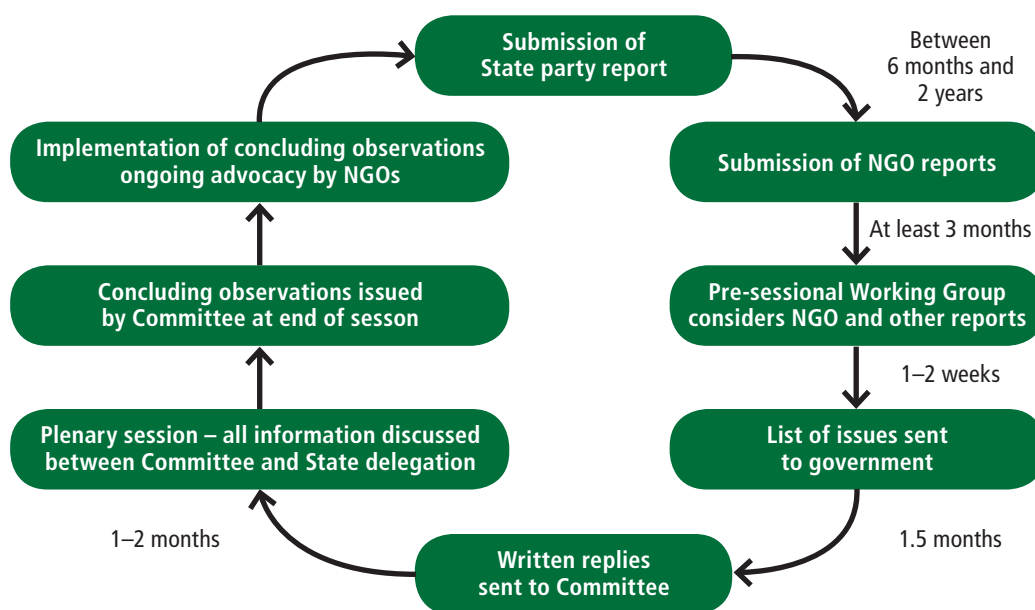 Submission of
State party report
Between
6 months and
2 years
Submission of NGO reports
At least 3 months
Pre-sessional Working Group
considers NGO and other reports
1–2 weeks
List of issues sent
to government
1.5 months
Written replies
sent to Committee
1–2 months
Plenary session – all information discussed
between Committee and State delegation
Concluding observations issued
by Committee at end of sesson
Implementation of concluding observations
ongoing advocacy by NGOs